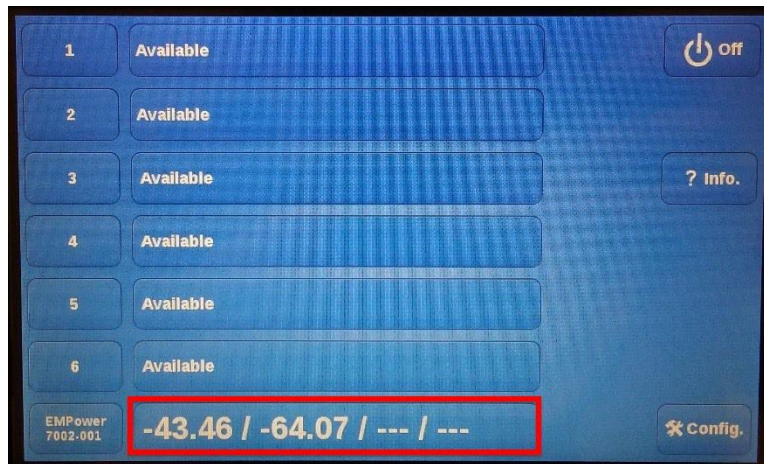 1 Available Off
2 Available
3 Available ? Info.
4 Available
5 Available
6 Available
EMPower
7002-001
-43.46 / -64.07 / --- / ---
Config.